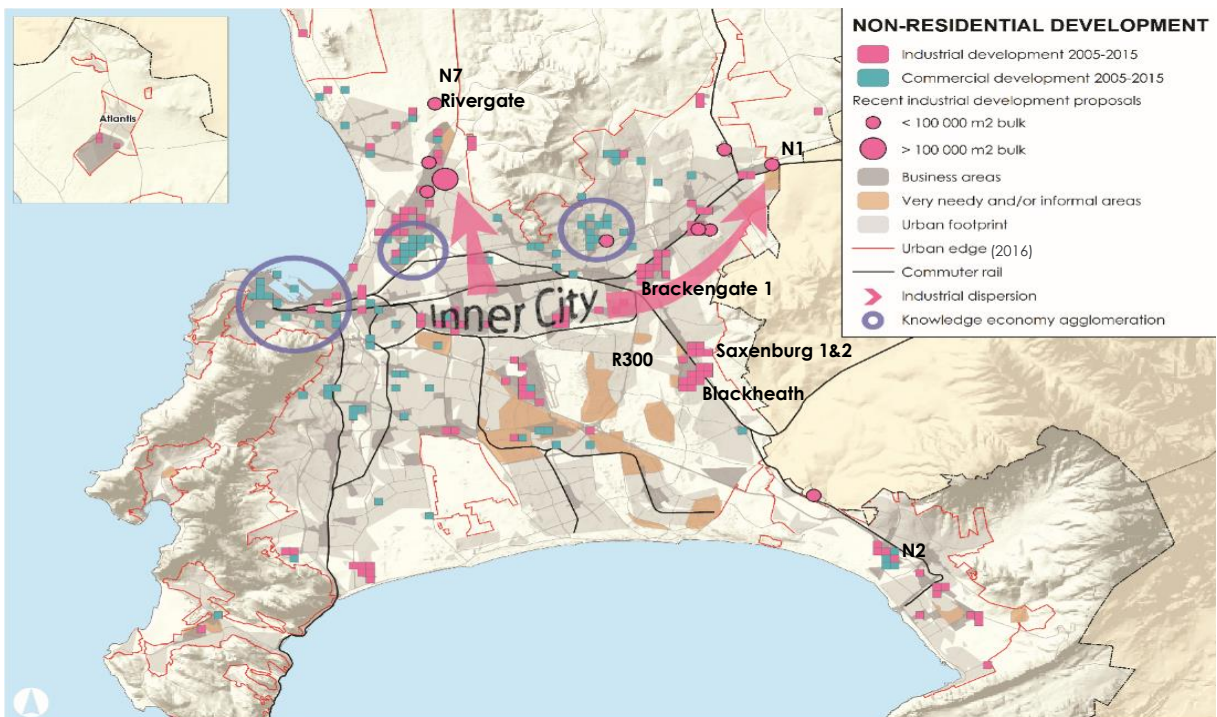 Atlantis
N7
Rivergate
N1
Inner City
Brackengate 1
R300
Saxenburg 1&2
Blackheath
N2
NON-RESIDENTIAL DEVELOPMENT
Industrial development 2005-2015
Commercial development 2005-2015
Recent industrial development proposals
< 100 000 m2 bulk
> 100 000 m2 bulk
Business areas
Very needy and/or informal areas
Urban footprint
Urban edge (2016)
Commuter rail
Industrial dispersion
Knowledge economy agglomeration